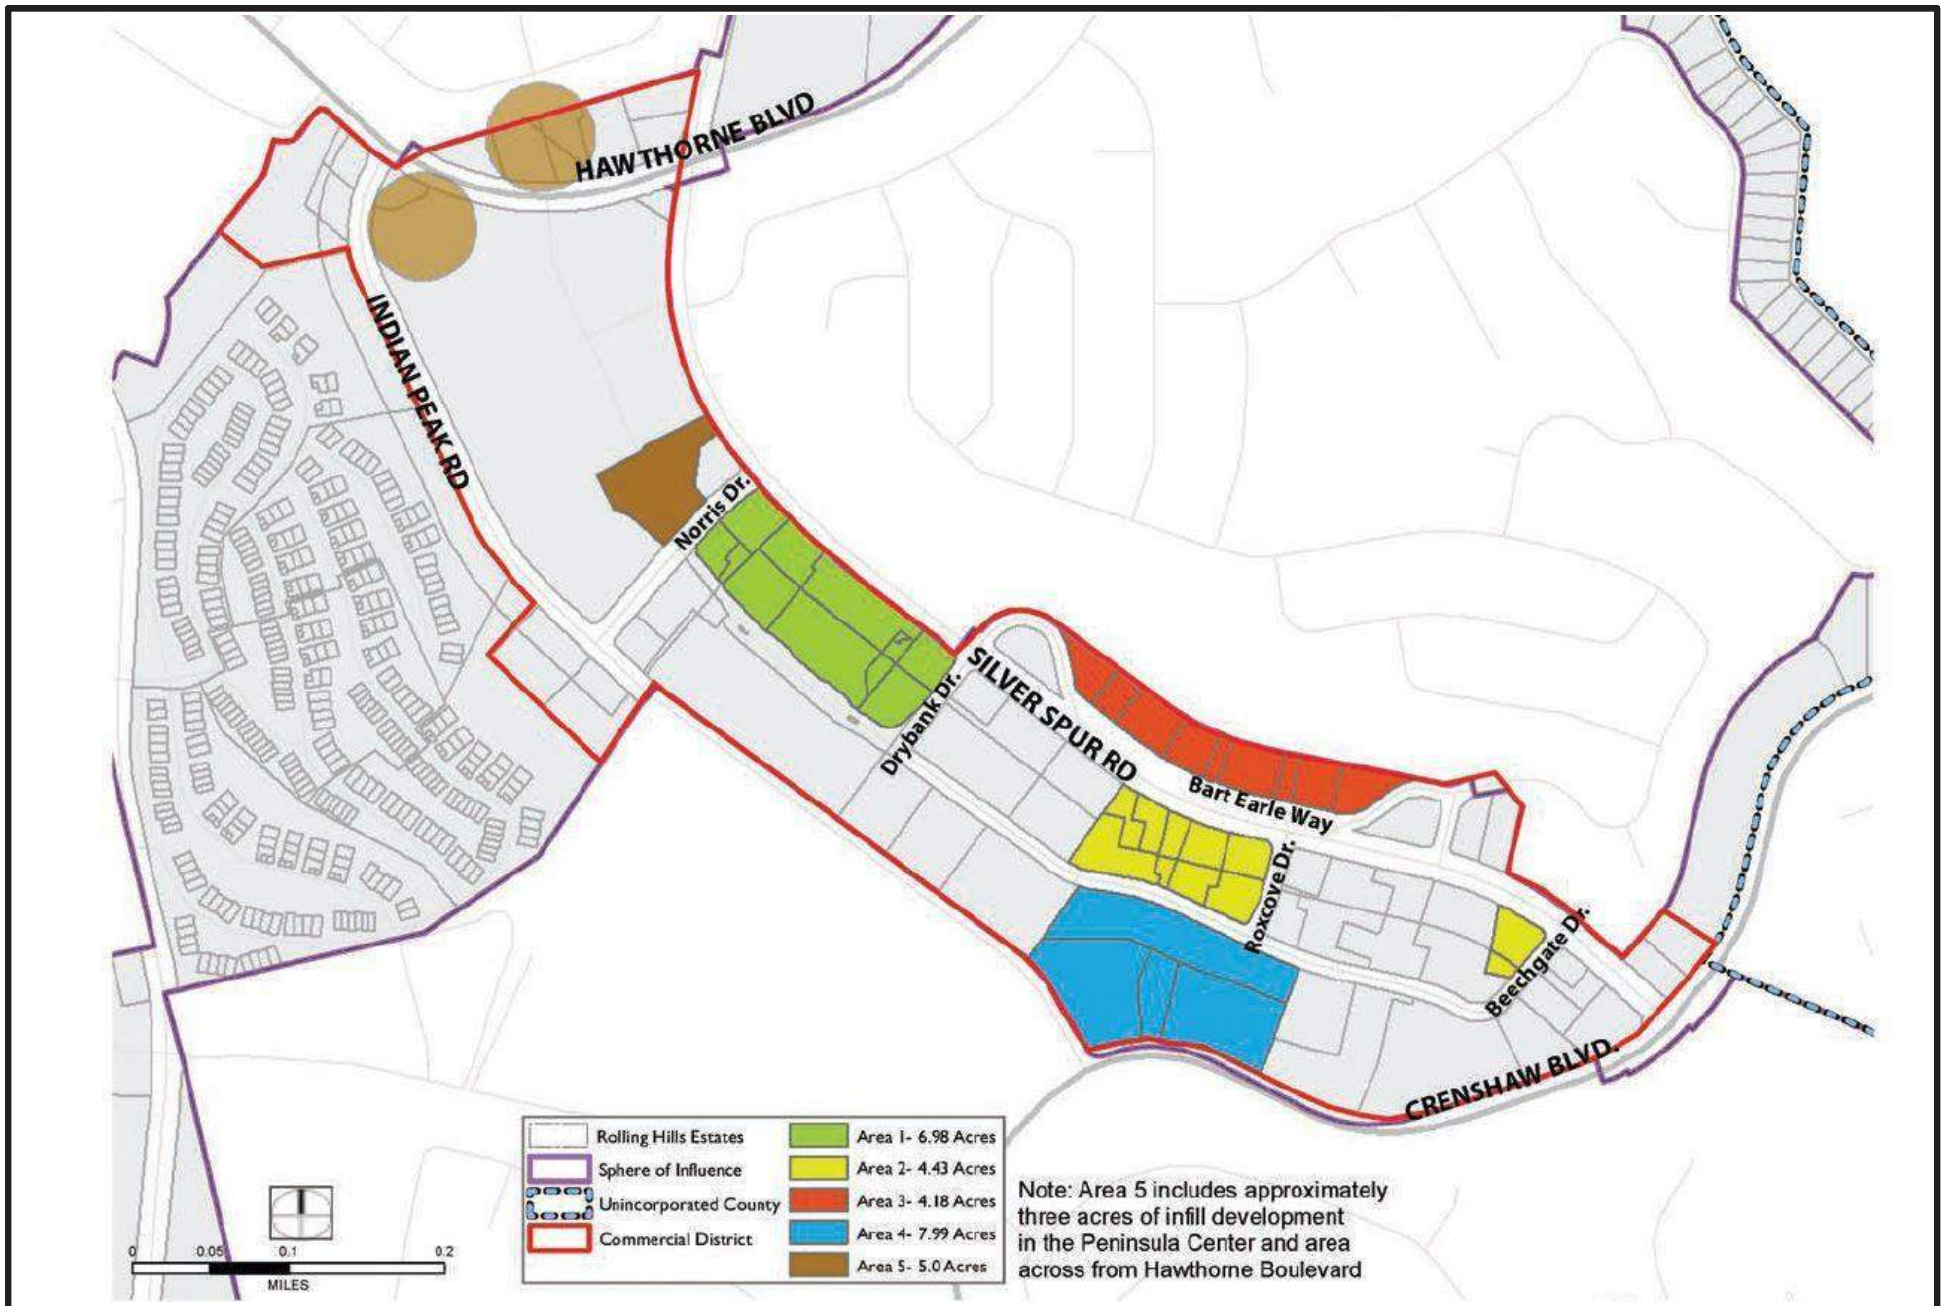 HAWTHORNE BLVD
INDIAN PEAK RD
Norris Dr.
SILVER SPUR RD
Drybank Dr.
Bart Earle Way
Roxcove Dr.
Beechgate Dr.
CRENSHAW BLVD.
Rolling Hills Estates
Sphere of Influence
Unincorporated County
Commercial District
Area 1- 6.98 Acres
Area 2- 4.43 Acres
Area 3- 4.18 Acres
Area 4- 7.99 Acres
Area 5- 5.0 Acres
Note: Area 5 includes approximately
three acres of infill development
in the Peninsula Center and area
across from Hawthorne Boulevard
0 0.05 0.1 0.2
MILES